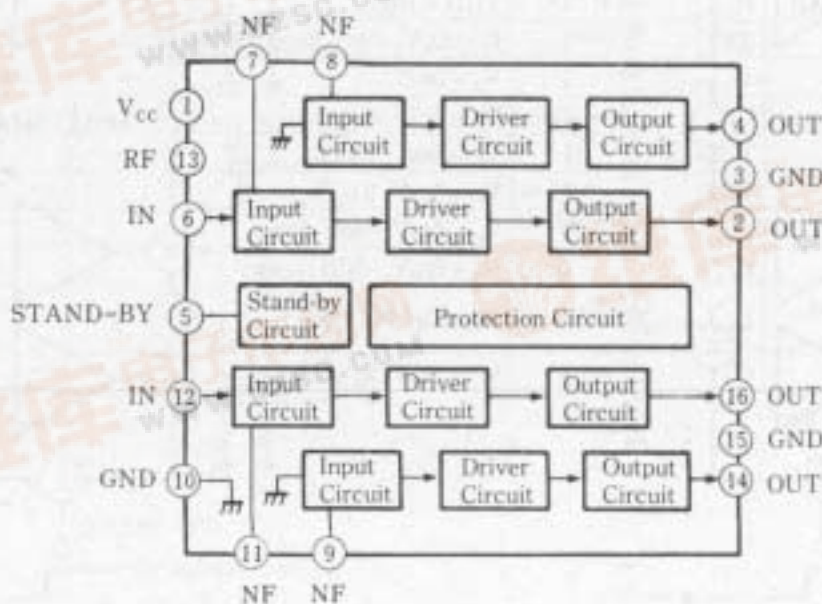 NF NF
7 8
Vcc 1
Input Circuit Driver Circuit Output Circuit 4 OUT
RF 13
3 GND
IN 6 Input Circuit Driver Circuit Output Circuit 2 OUT
STAND-BY 5 Stand-by Circuit Protection Circuit
IN 12 Input Circuit Driver Circuit Output Circuit 16 OUT
15 GND
GND 10 Input Circuit Driver Circuit Output Circuit 14 OUT
11 9
NF NF